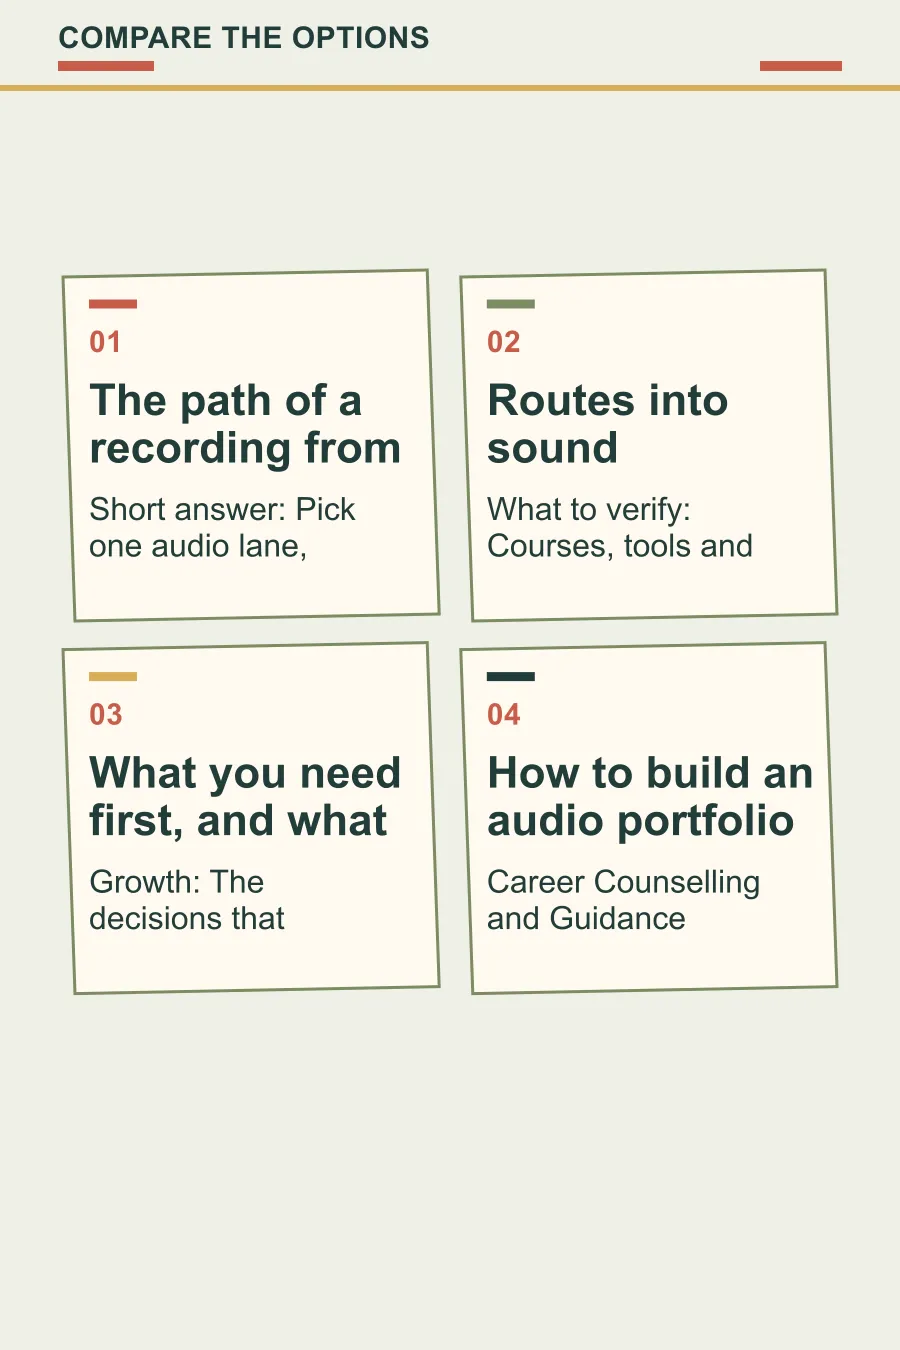 COMPARE THE OPTIONS
01
The path of a
recording from
Short answer: Pick
one audio lane,
02
Routes into
sound
What to verify:
Courses, tools and
03
What you need
first, and what
Growth: The
decisions that
04
How to build an
audio portfolio
Career Counselling
and Guidance